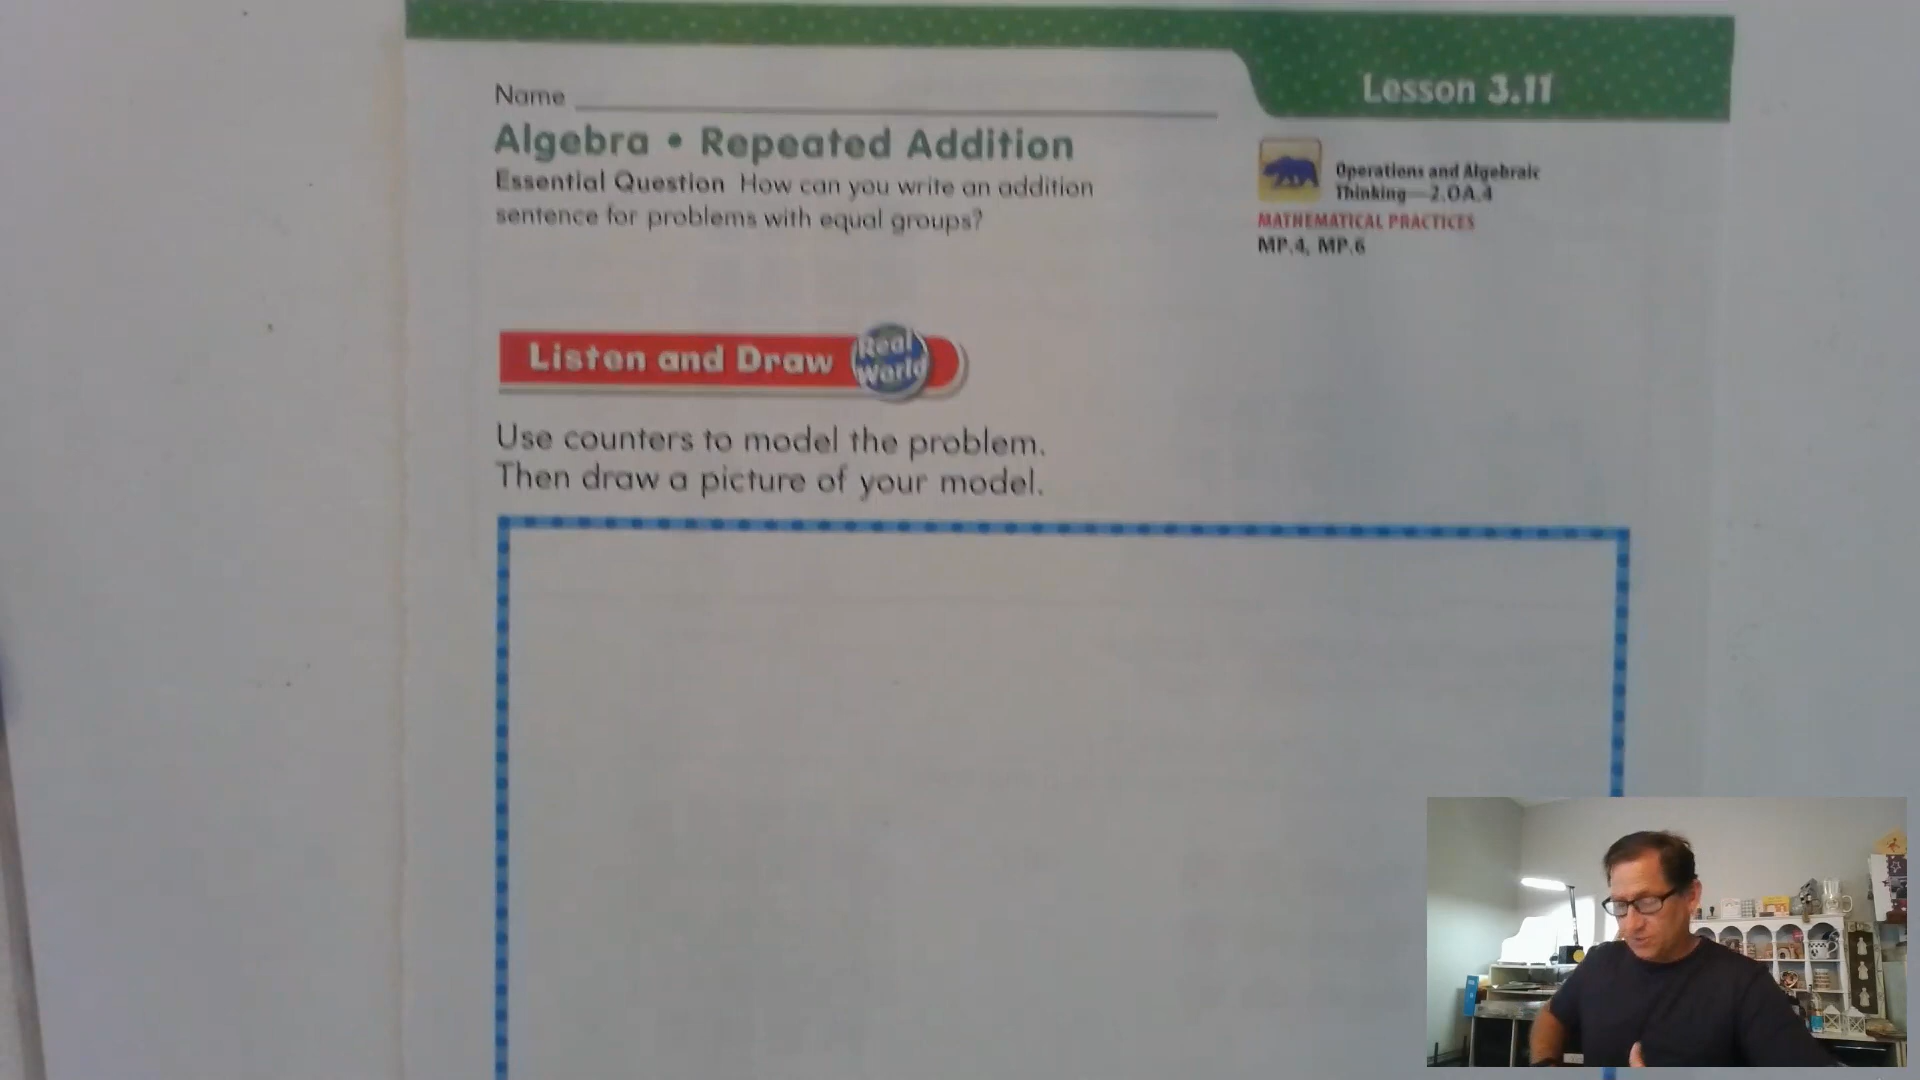 Lesson 3.11
Name
Algebra • Repeated Addition
Essential Question How can you write an addition
sentence for problems with equal groups?
Operations and Algebraic
Thinking—2.OA.4
MATHEMATICAL PRACTICES
MP.4, MP.6
Listen and Draw
Real
World
Use counters to model the problem.
Then draw a picture of your model.